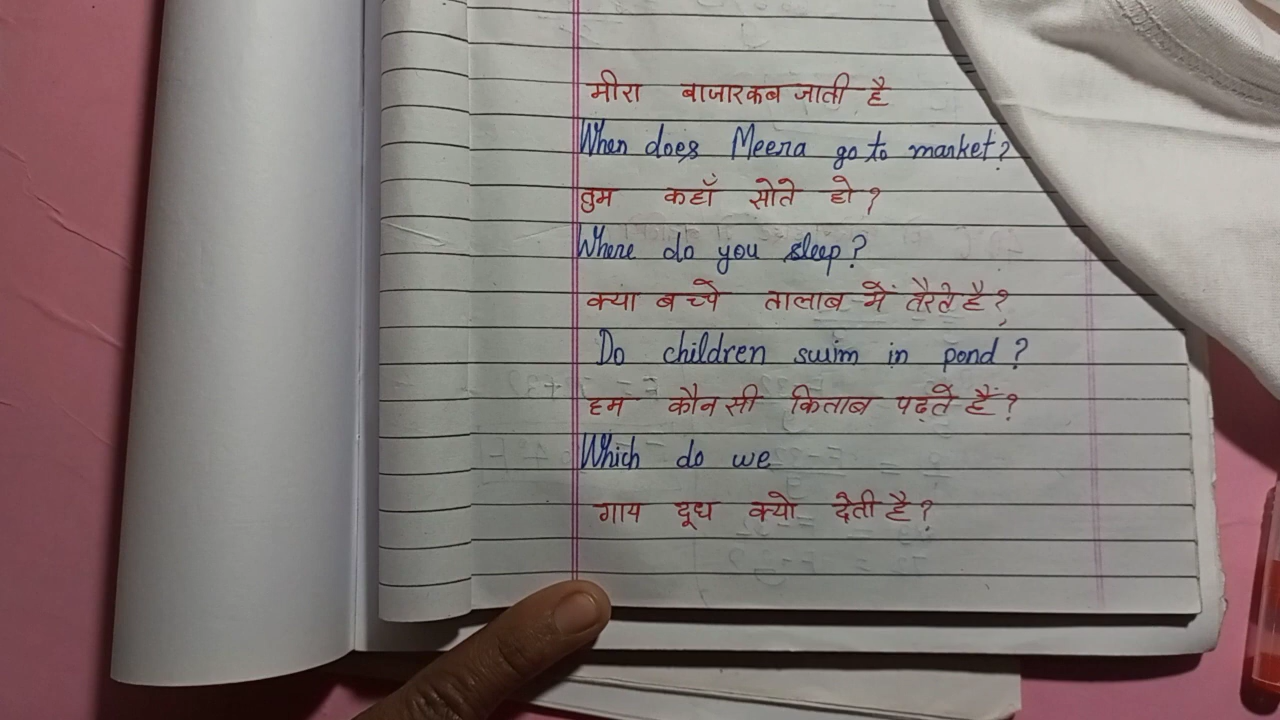 मीरा बाजार कब जाती है
When does Meera go to market?
तुम कहाँ सोते हो?
Where do you sleep?
क्या बच्चे तालाब में तैरते है?
Do children swim in pond?
हम कौन सी किताब पढ़ते हैं?
Which do we
गाय दूध क्यो देती है?